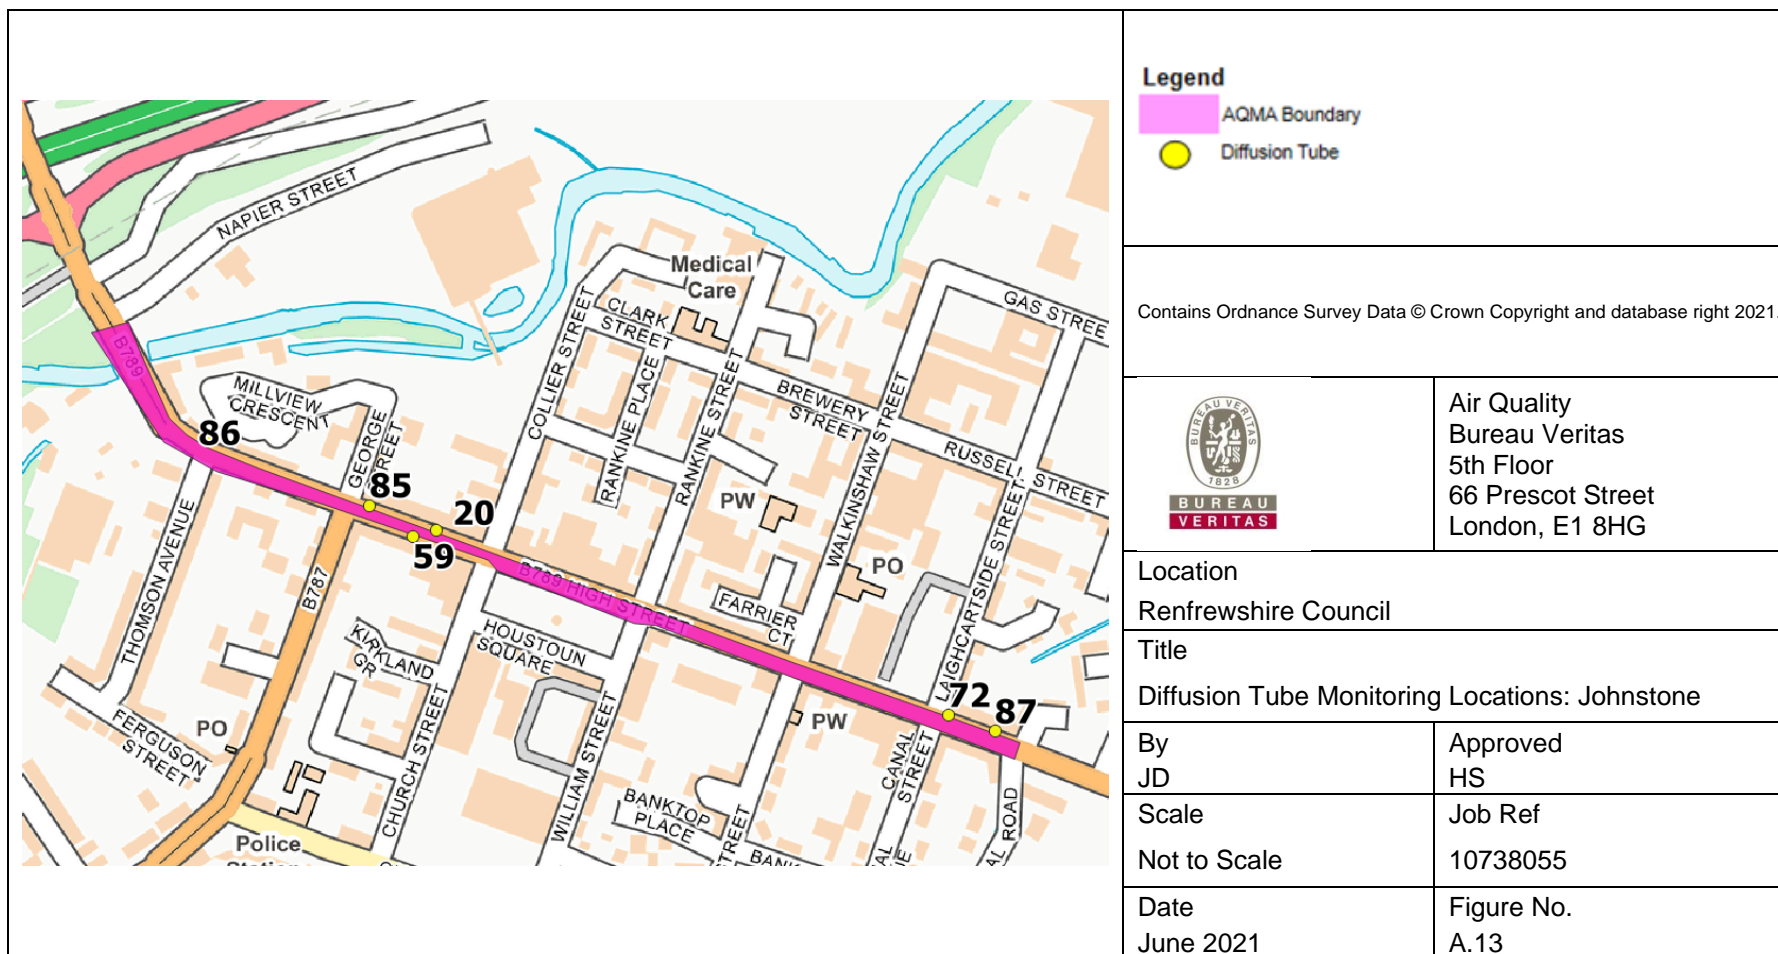 NAPIER STREET
B789
MILLVIEW
CRESCENT
86
GEORGE
STREET
85
20
59
COLLIER STREET
CLARK
STREET
Medical
Care
RANKINE PLACE
RANKINE STREET
BREWERY
STREET
WALKINSHAW STREET
GAS STREE
RUSSELL STREET
PW
PO
LAIGHCARTSIDE STREET
FARRIER
CT
B789 HIGH STREET
THOMSON AVENUE
B787
KIRKLAND
GR
HOUSTOUN
SQUARE
CHURCH STREET
WILLIAM STREET
FERGUSON
STREET
PO
Police
BANKTOP
PLACE
PW
CANAL
STREET
72
87
STREET
BANK
AL ROAD
Legend
AQMA Boundary
Diffusion Tube
Contains Ordnance Survey Data © Crown Copyright and database right 2021.
BUREAU VERITAS
1828
BUREAU
VERITAS
Air Quality
Bureau Veritas
5th Floor
66 Prescot Street
London, E1 8HG
Location
Renfrewshire Council
Title
Diffusion Tube Monitoring Locations: Johnstone
By
JD
Approved
HS
Scale
Not to Scale
Job Ref
10738055
Date
June 2021
Figure No.
A.13